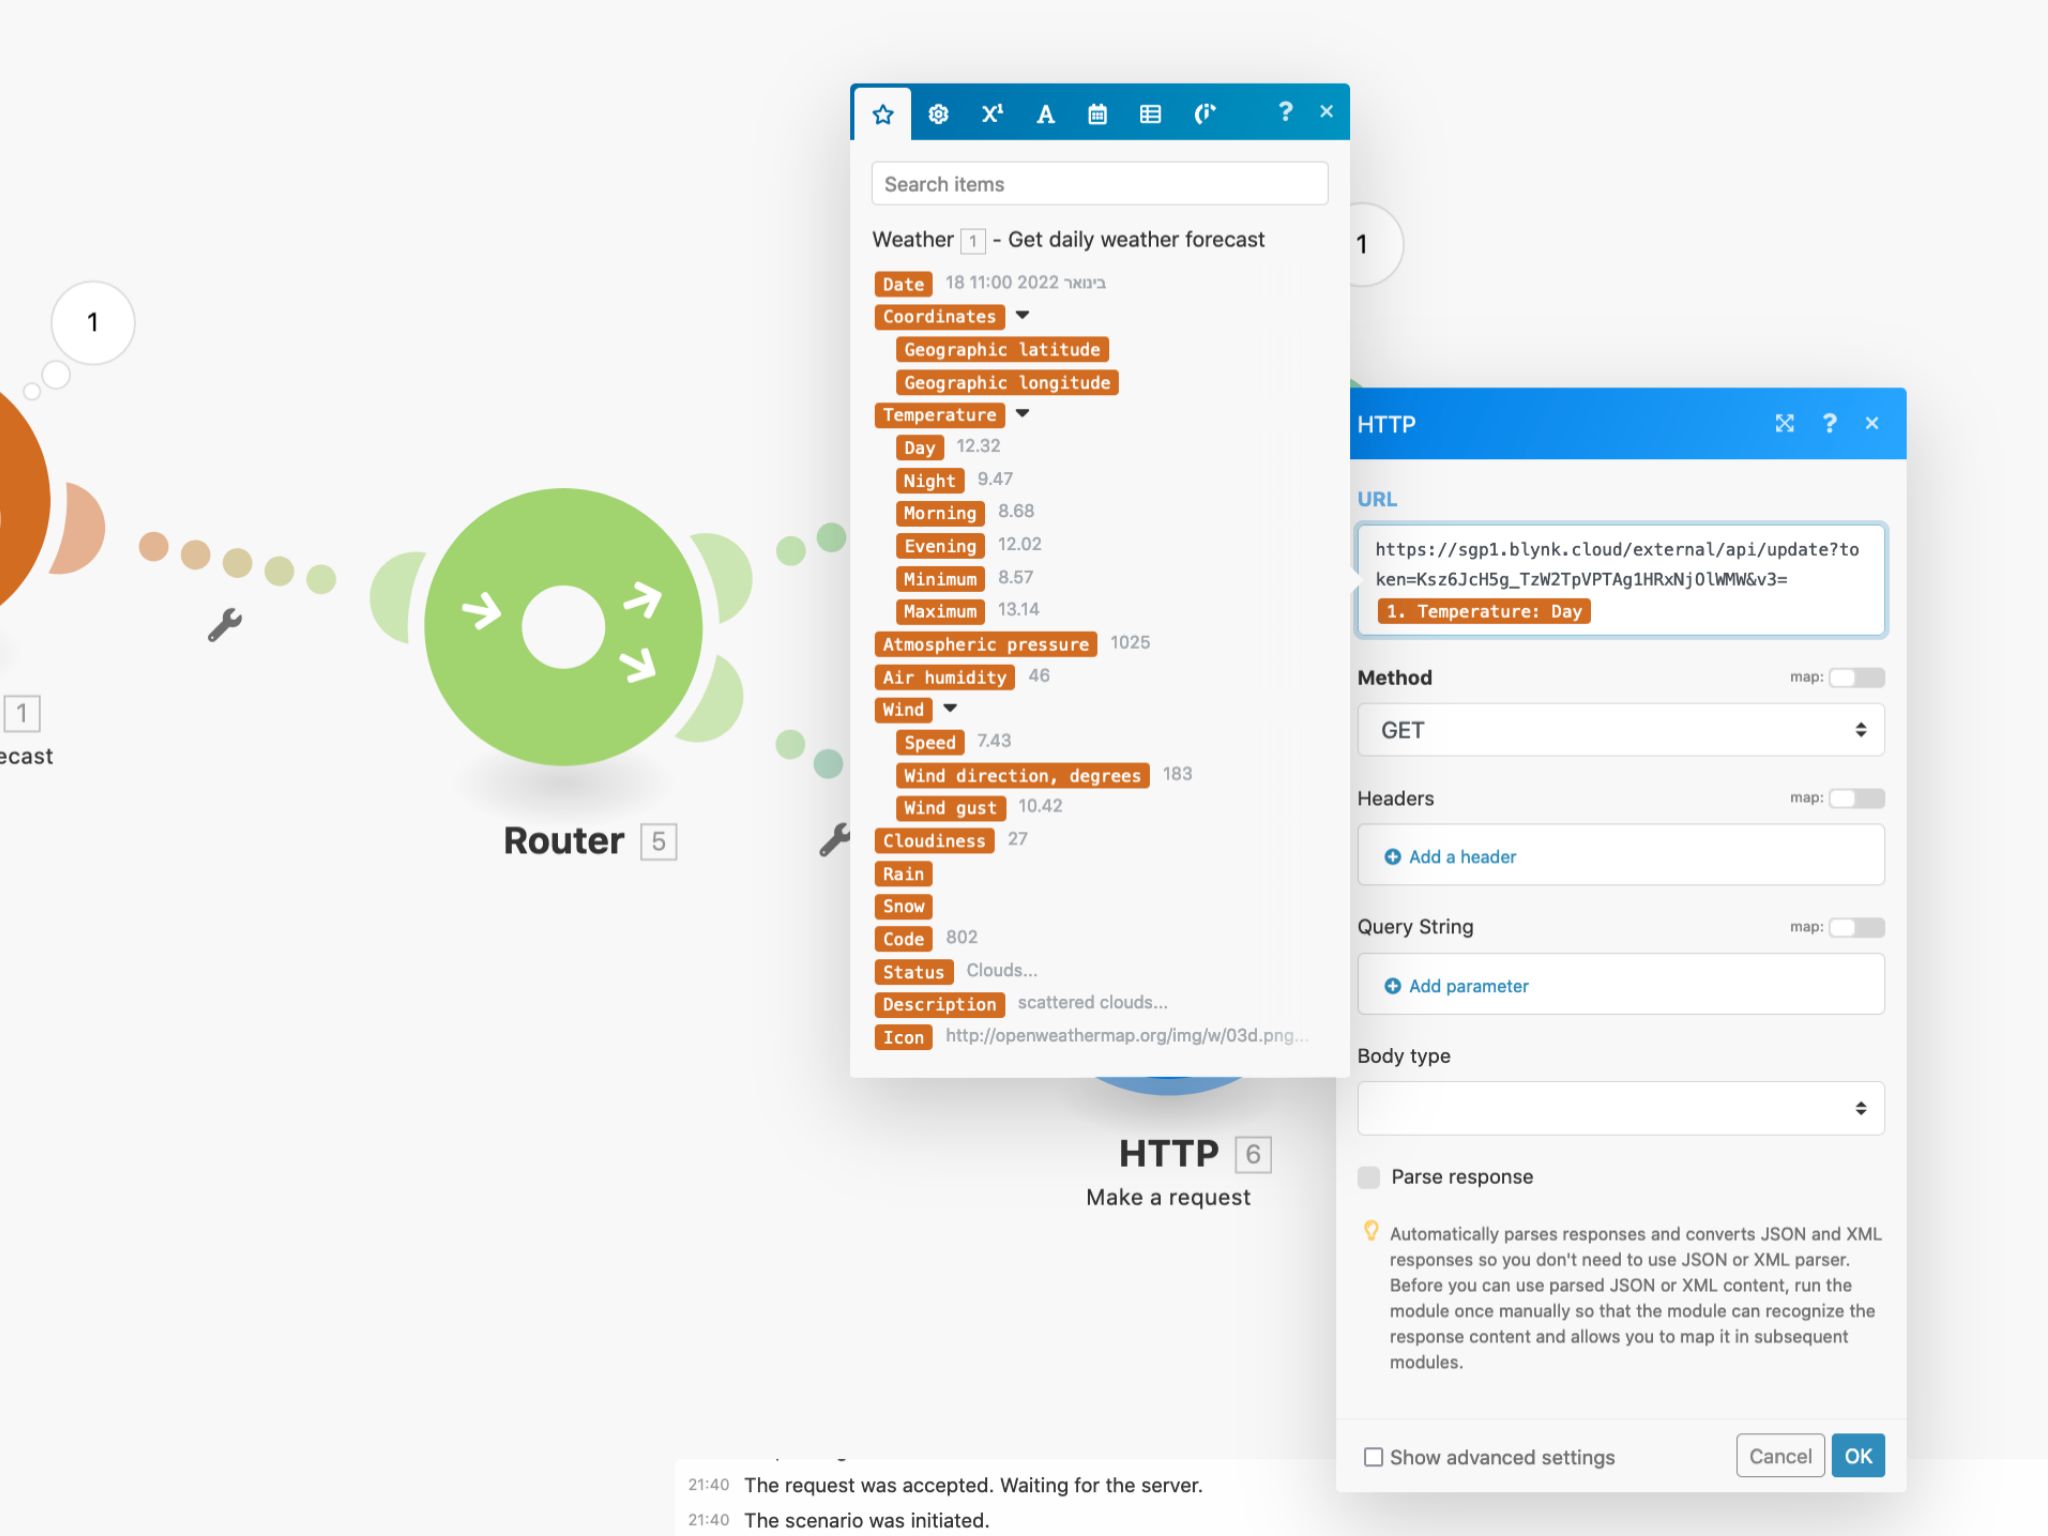 Search items
Weather 1 - Get daily weather forecast
Date 18 11:00 2022 בינואר
Coordinates
Geographic latitude
Geographic longitude
Temperature
Day 12.32
Night 9.47
Morning 8.68
Evening 12.02
Minimum 8.57
Maximum 13.14
Atmospheric pressure 1025
Air humidity 46
Wind
Speed 7.43
Wind direction, degrees 183
Wind gust 10.42
Cloudiness 27
Rain
Snow
Code 802
Status Clouds...
Description scattered clouds...
Icon http://openweathermap.org/img/w/03d.png...
1
1
1
ecast
Router 5
HTTP 6
Make a request
HTTP
URL
https://sgp1.blynk.cloud/external/api/update?to
ken=Ksz6JcH5g_TzW2TpVPTAg1HRxNjOlWMW&v3=
1. Temperature: Day
Method map:
GET
Headers map:
Add a header
Query String map:
Add parameter
Body type
Parse response
Automatically parses responses and converts JSON and XML
responses so you don't need to use JSON or XML parser.
Before you can use parsed JSON or XML content, run the
module once manually so that the module can recognize the
response content and allows you to map it in subsequent
modules.
Show advanced settings Cancel OK
21:40 The request was accepted. Waiting for the server.
21:40 The scenario was initiated.